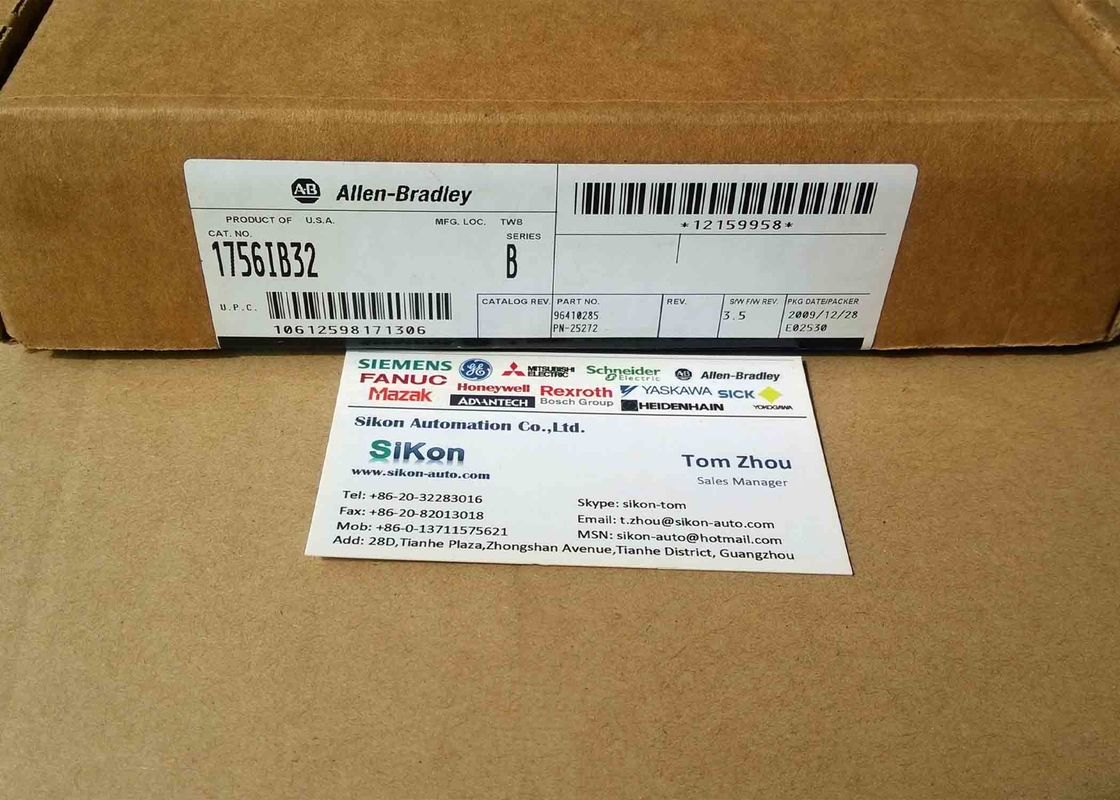 AB Allen-Bradley
PRODUCT OF U.S.A. MFG. LOC. TWB
CAT. NO. SERIES
1756IB32 B
U.P.C.
10612598171306
*12159958*
CATALOG REV. PART NO. REV. S/W F/W REV. PKG DATE/PACKER
96410285 3.5 2009/12/28
PN-25272 E02530
SIEMENS GE MITSUBISHI ELECTRIC Schneider Electric AB Allen-Bradley
FANUC Honeywell Rexroth YASKAWA SICK
Mazak ADVANTECH Bosch Group HEIDENHAIN YOKOGAWA
Sikon Automation Co.,Ltd.
SiKon
www.sikon-auto.com
Tom Zhou
Sales Manager
Tel: +86-20-32283016
Fax: +86-20-82013018
Mob: +86-0-13711575621
Skype: sikon-tom
Email: t.zhou@sikon-auto.com
MSN: sikon-auto@hotmail.com
Add: 28D,Tianhe Plaza,Zhongshan Avenue,Tianhe District, Guangzhou